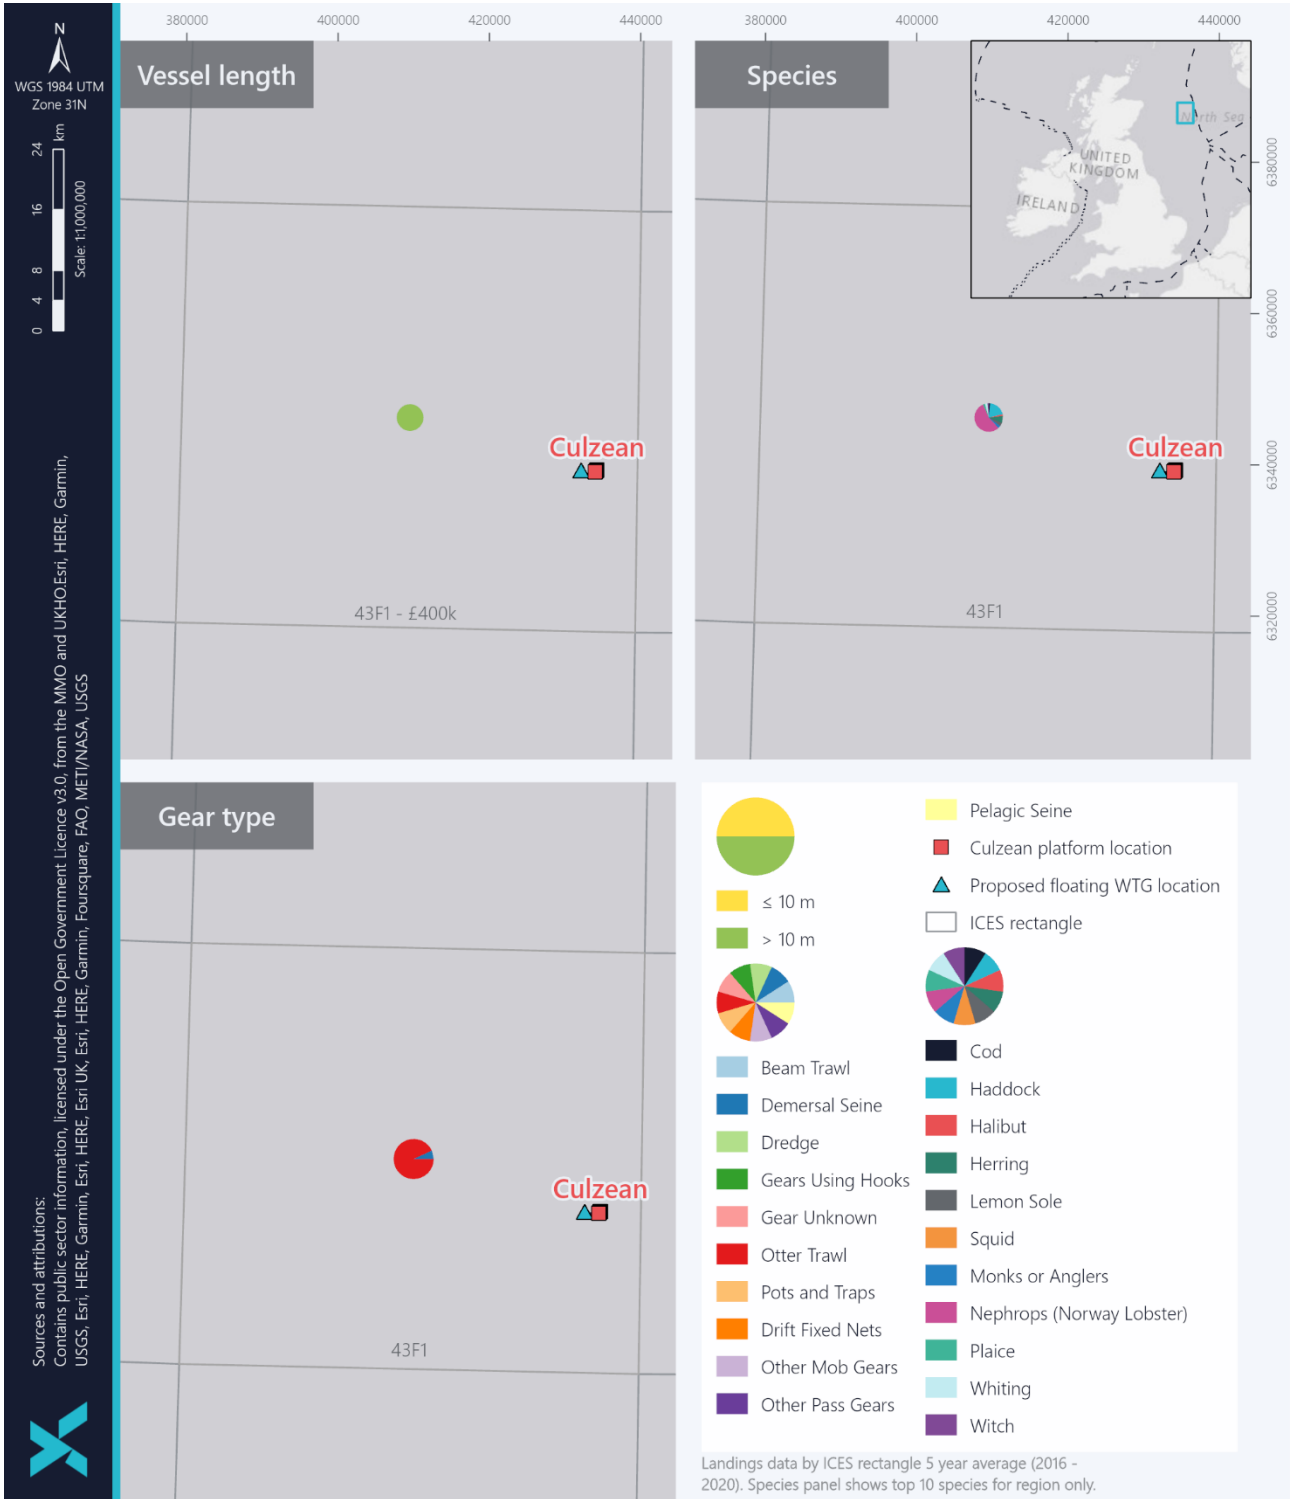 N
WGS 1984 UTM
Zone 31N
km
24
16
8
4
0
Scale: 1:1,000,000
Sources and attributions:
Contains public sector information, licensed under the Open Government Licence v3.0, from the MMO and UKHO.Esri, HERE, Garmin,
USGS, Esri, HERE, Garmin, Esri, HERE, Esri UK, Esri, HERE, Garmin, Foursquare, FAO, METI/NASA, USGS
380000
400000
420000
440000
380000
400000
420000
440000
Vessel length
Culzean
43F1 - £400k
Species
UNITED
KINGDOM
IRELAND
North Sea
Culzean
43F1
6380000
6360000
6340000
6320000
Gear type
Culzean
43F1
≤ 10 m
> 10 m
Beam Trawl
Demersal Seine
Dredge
Gears Using Hooks
Gear Unknown
Otter Trawl
Pots and Traps
Drift Fixed Nets
Other Mob Gears
Other Pass Gears
Pelagic Seine
Culzean platform location
Proposed floating WTG location
ICES rectangle
Cod
Haddock
Halibut
Herring
Lemon Sole
Squid
Monks or Anglers
Nephrops (Norway Lobster)
Plaice
Whiting
Witch
Landings data by ICES rectangle 5 year average (2016 -
2020). Species panel shows top 10 species for region only.